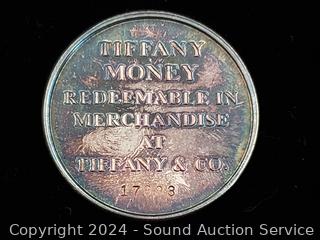 TIFFANY
MONEY
REDEEMABLE IN
MERCHANDISE
AT
TIFFANY & CO.
Copyright 2024 - Sound Auction Service